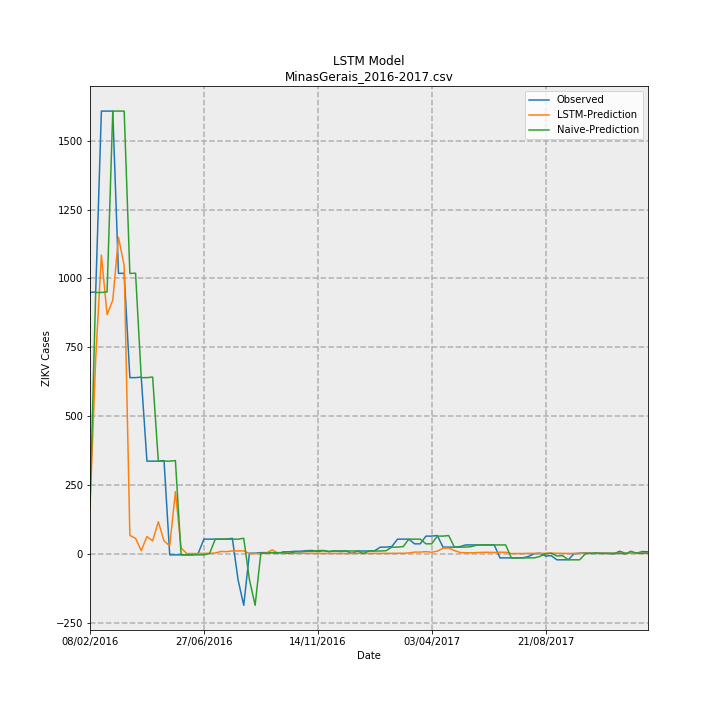 LSTM Model
MinasGerais_2016-2017.csv
Observed
LSTM-Prediction
Naive-Prediction
ZIKV Cases
1500
1250
1000
750
500
250
0
−250
08/02/2016
27/06/2016
14/11/2016
03/04/2017
21/08/2017
Date